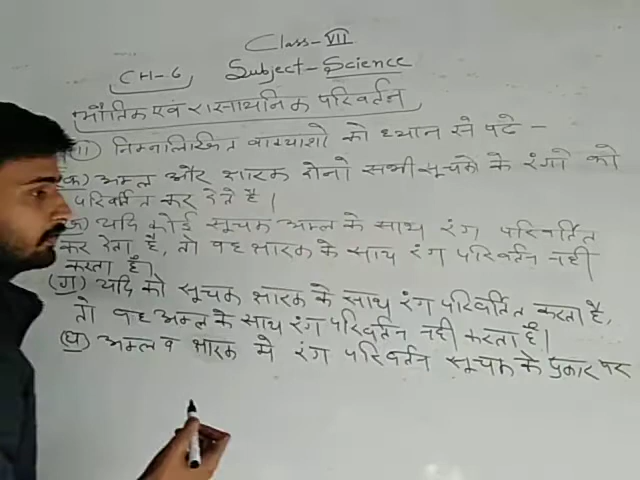 Class-VII
CH-6 Subject-Science
भौतिक एवं रासायनिक परिवर्तन
11) निम्नलिखित वाक्यांशो को ध्यान से पढे -
क) अम्ल और क्षारक दोनो सभी सूचको के रंगो को
परिवर्तित कर देते है।
यदि कोई सूचक अम्ल के साथ रंग परिवर्तित
कर देता है, तो वह क्षारक के साथ रंग परिवर्तन नही
करता है।
(ग) यदि को सूचक क्षारक के साथ रंग परिवर्तित करता है,
तो वह अम्ल के साथ रंग परिवर्तन नही करता है।
(घ) अम्ल व क्षारक मे रंग परिवर्तन सूचक के प्रकार पर